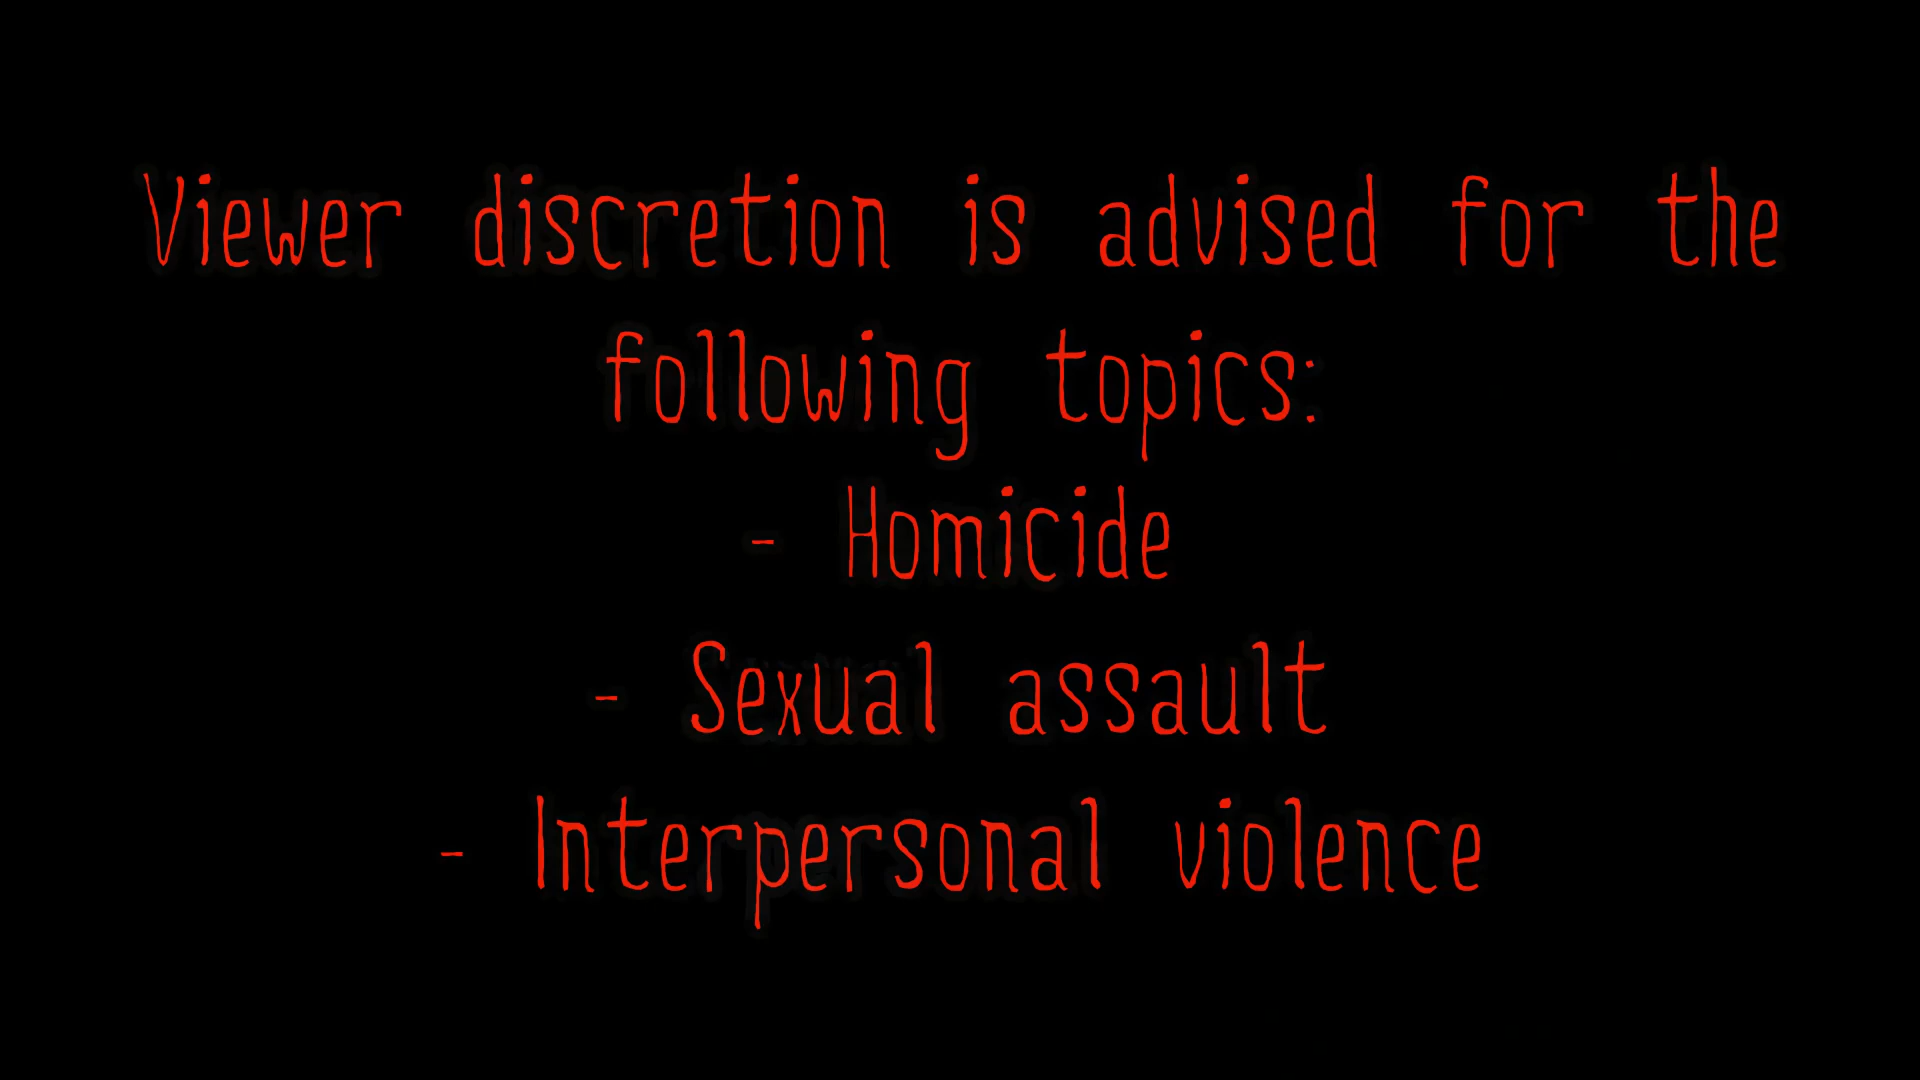 Viewer discretion is advised for the
following topics:
- Homicide
- Sexual assault
- Interpersonal violence